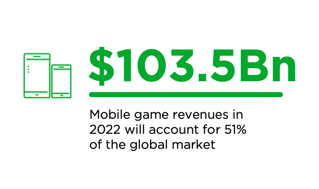 $103.5Bn
Mobile game revenues in
2022 will account for 51%
of the global market